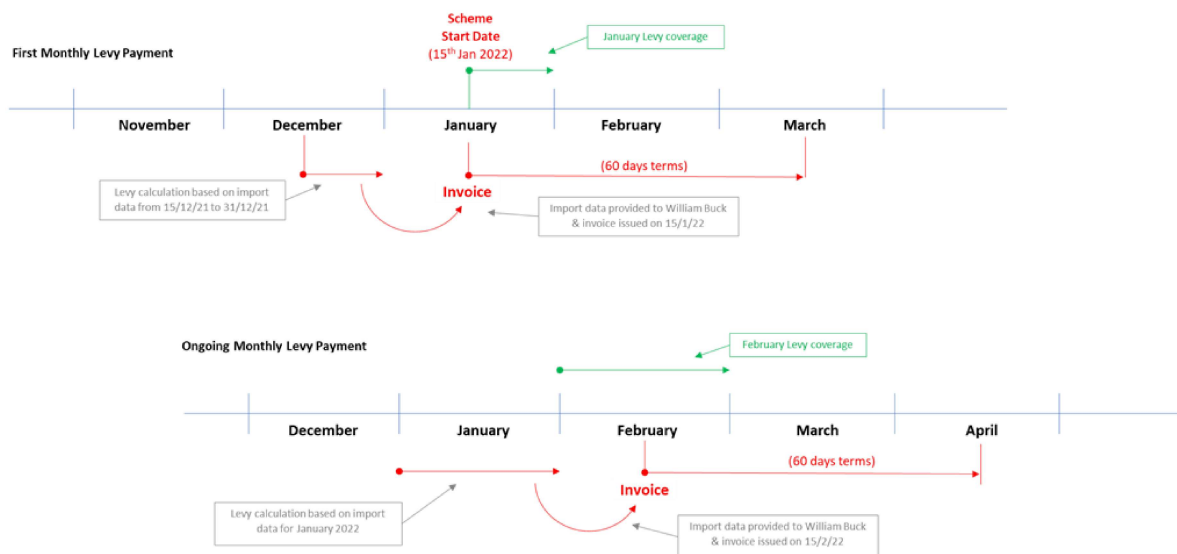 Scheme
Start Date
(15th Jan 2022)
January Levy coverage
First Monthly Levy Payment
November
December
January
February
March
(60 days terms)
Levy calculation based on import
data from 15/12/21 to 31/12/21
Invoice
Import data provided to William Buck
& invoice issued on 15/1/22
Ongoing Monthly Levy Payment
February Levy coverage
December
January
February
March
April
(60 days terms)
Invoice
Levy calculation based on import
data for January 2022
Import data provided to William Buck
& invoice issued on 15/2/22